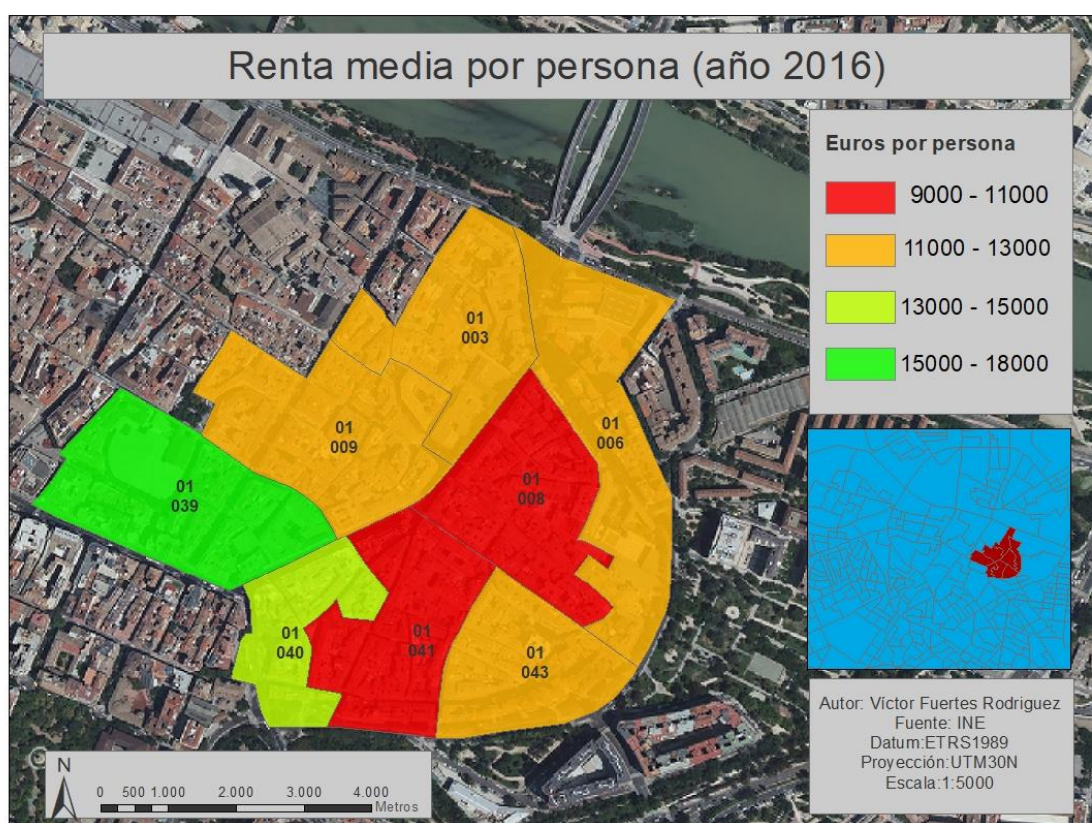 Renta media por persona (año 2016)
Euros por persona
9000 - 11000
11000 - 13000
13000 - 15000
15000 - 18000
01
003
01
009
01
006
01
008
01
039
01
040
01
041
01
043
N
0 500 1.000 2.000 3.000 4.000
Metros
Autor: Víctor Fuertes Rodriguez
Fuente: INE
Datum:ETRS1989
Proyección:UTM30N
Escala:1:5000